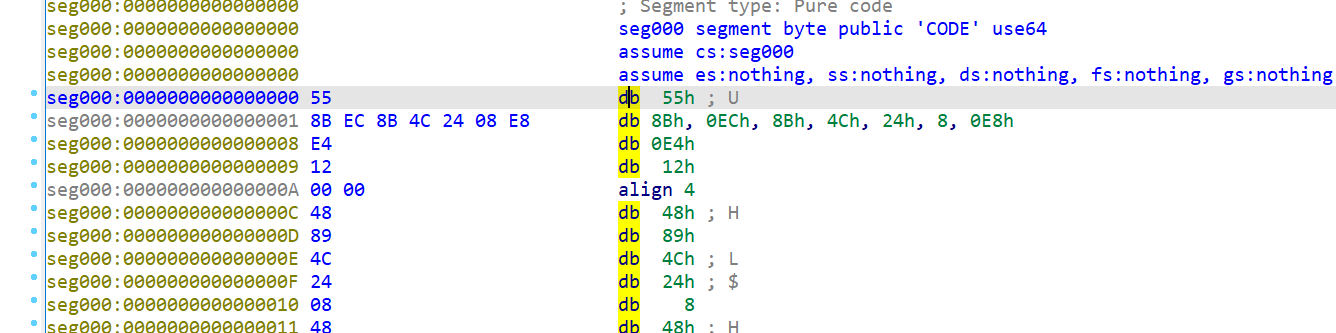 seg000:0000000000000000 ; Segment type: Pure code
seg000:0000000000000000 seg000 segment byte public 'CODE' use64
seg000:0000000000000000 assume cs:seg000
seg000:0000000000000000 assume es:nothing, ss:nothing, ds:nothing, fs:nothing, gs:nothing
seg000:0000000000000000 55 db 55h ; U
seg000:0000000000000001 8B EC 8B 4C 24 08 E8 db 8Bh, 0ECh, 8Bh, 4Ch, 24h, 8, 0E8h
seg000:0000000000000008 E4 db 0E4h
seg000:0000000000000009 12 db 12h
seg000:000000000000000A 00 00 align 4
seg000:000000000000000C 48 db 48h ; H
seg000:000000000000000D 89 db 89h
seg000:000000000000000E 4C db 4Ch ; L
seg000:000000000000000F 24 db 24h ; $
seg000:0000000000000010 08 db 8
seg000:0000000000000011 48 db 48h ; H